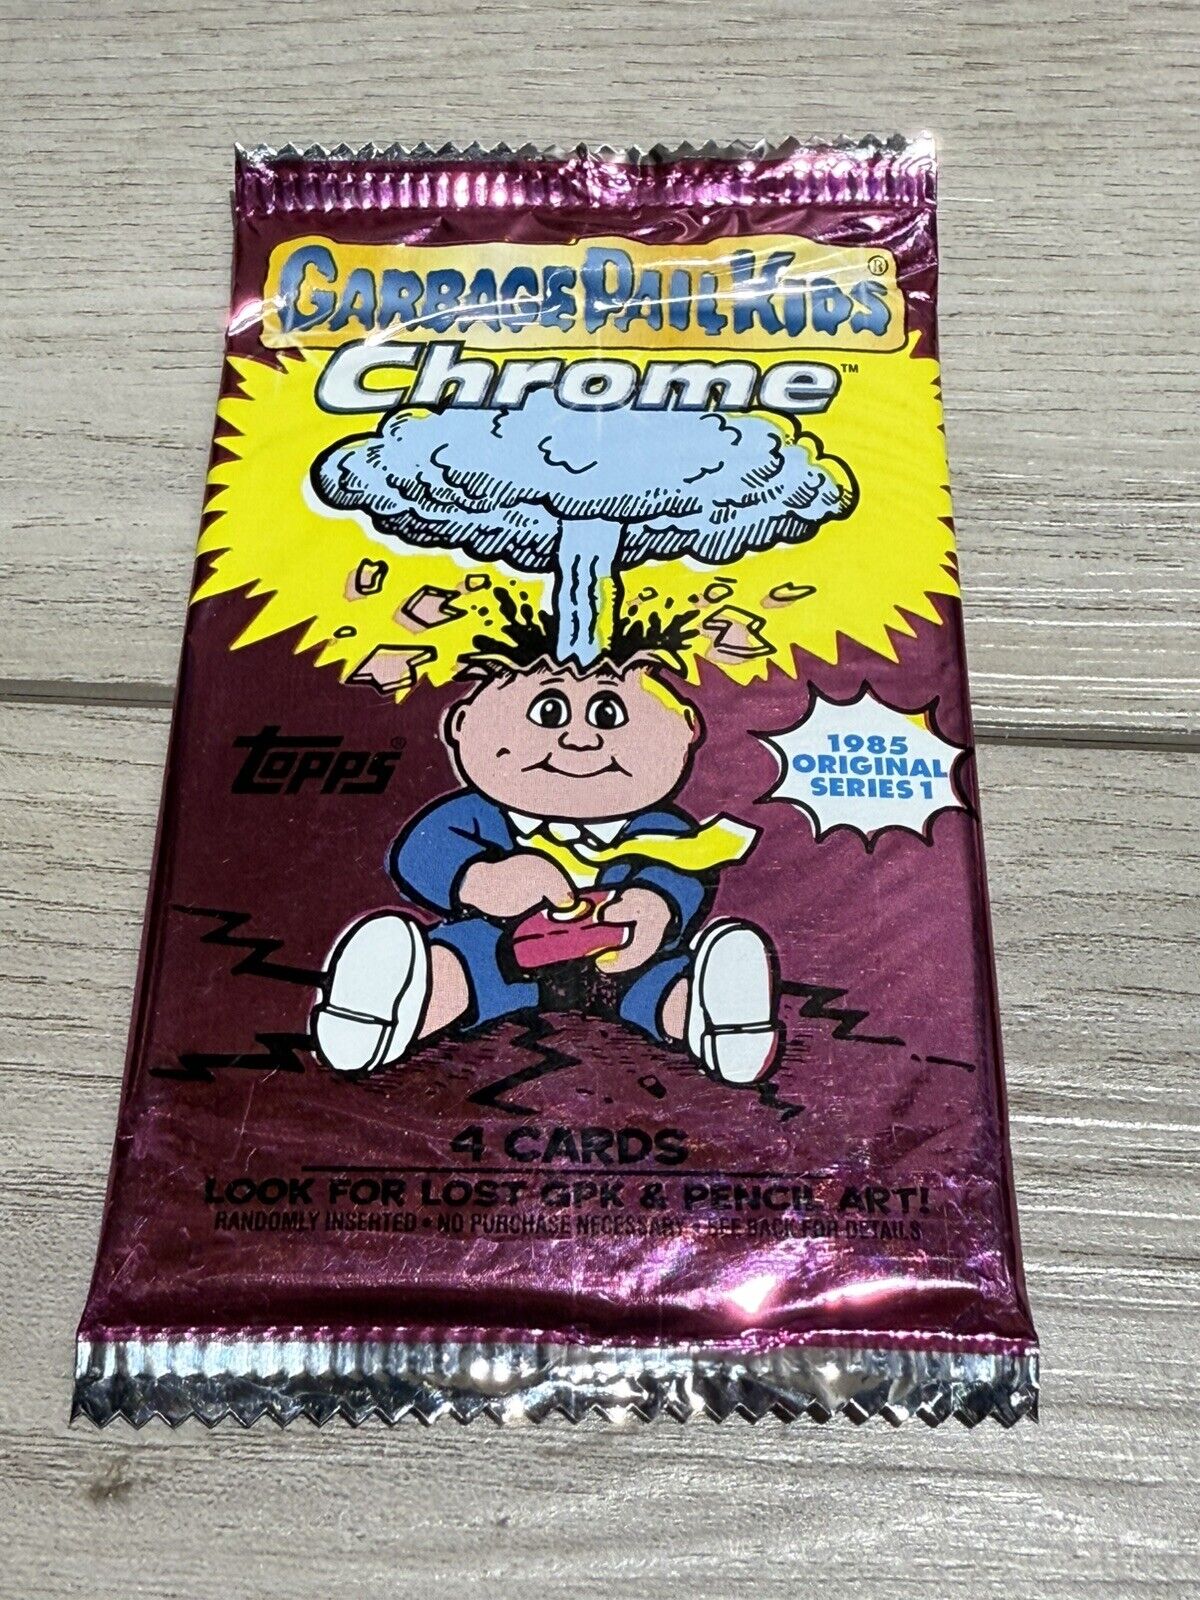 GARBAGE PAIL KIDS®
Chrome™
topps®
1985
ORIGINAL
SERIES 1
4 CARDS
LOOK FOR LOST GPK & PENCIL ART!
RANDOMLY INSERTED • NO PURCHASE NECESSARY • SEE BACK FOR DETAILS